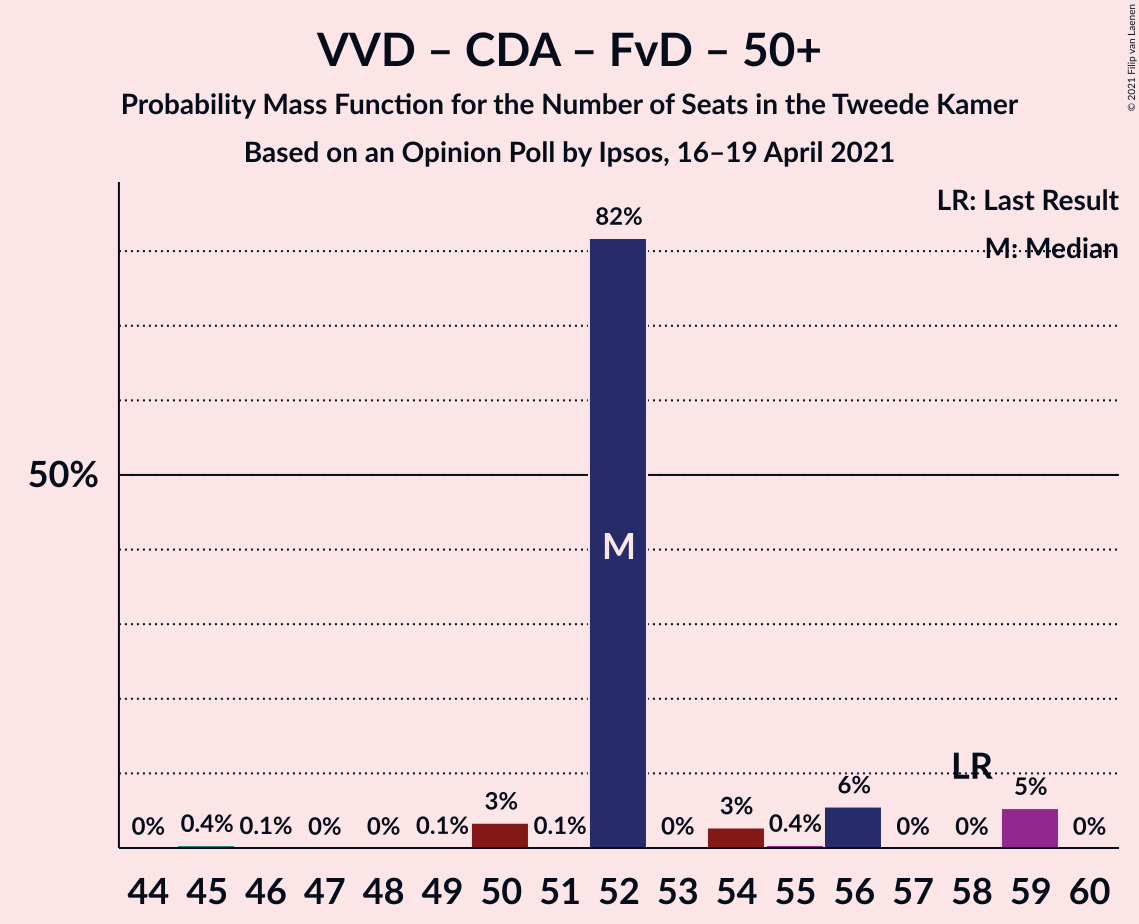 VVD – CDA – FvD – 50+
Probability Mass Function for the Number of Seats in the Tweede Kamer
Based on an Opinion Poll by Ipsos, 16–19 April 2021
© 2021 Filip van Laenen
LR: Last Result
M: Median
50%
0% 0.4% 0.1% 0% 0% 0.1% 3% 0.1% 82% 0% 3% 0.4% 6% 0% 0% 5% 0%
M
LR
44 45 46 47 48 49 50 51 52 53 54 55 56 57 58 59 60